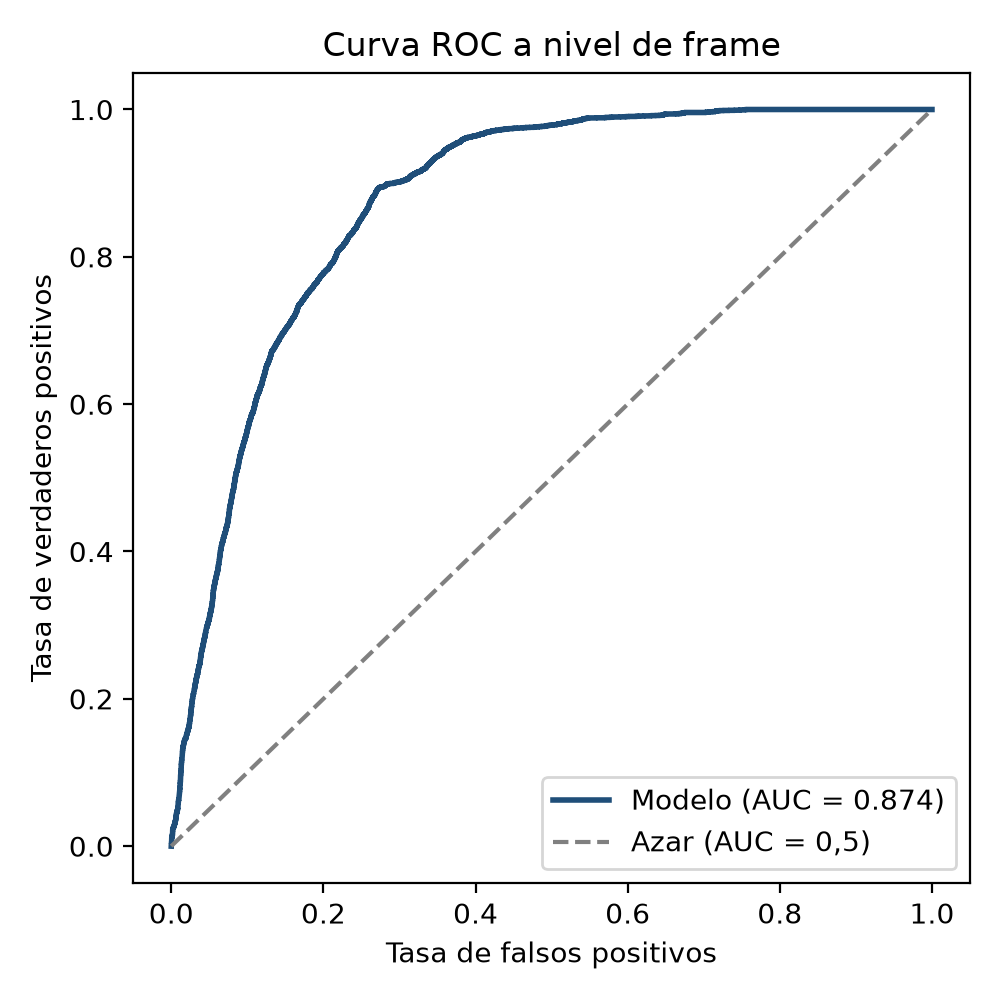 Curva ROC a nivel de frame
Tasa de verdaderos positivos
1.0
0.8
0.6
0.4
0.2
0.0
Modelo (AUC = 0.874)
Azar (AUC = 0,5)
0.0 0.2 0.4 0.6 0.8 1.0
Tasa de falsos positivos